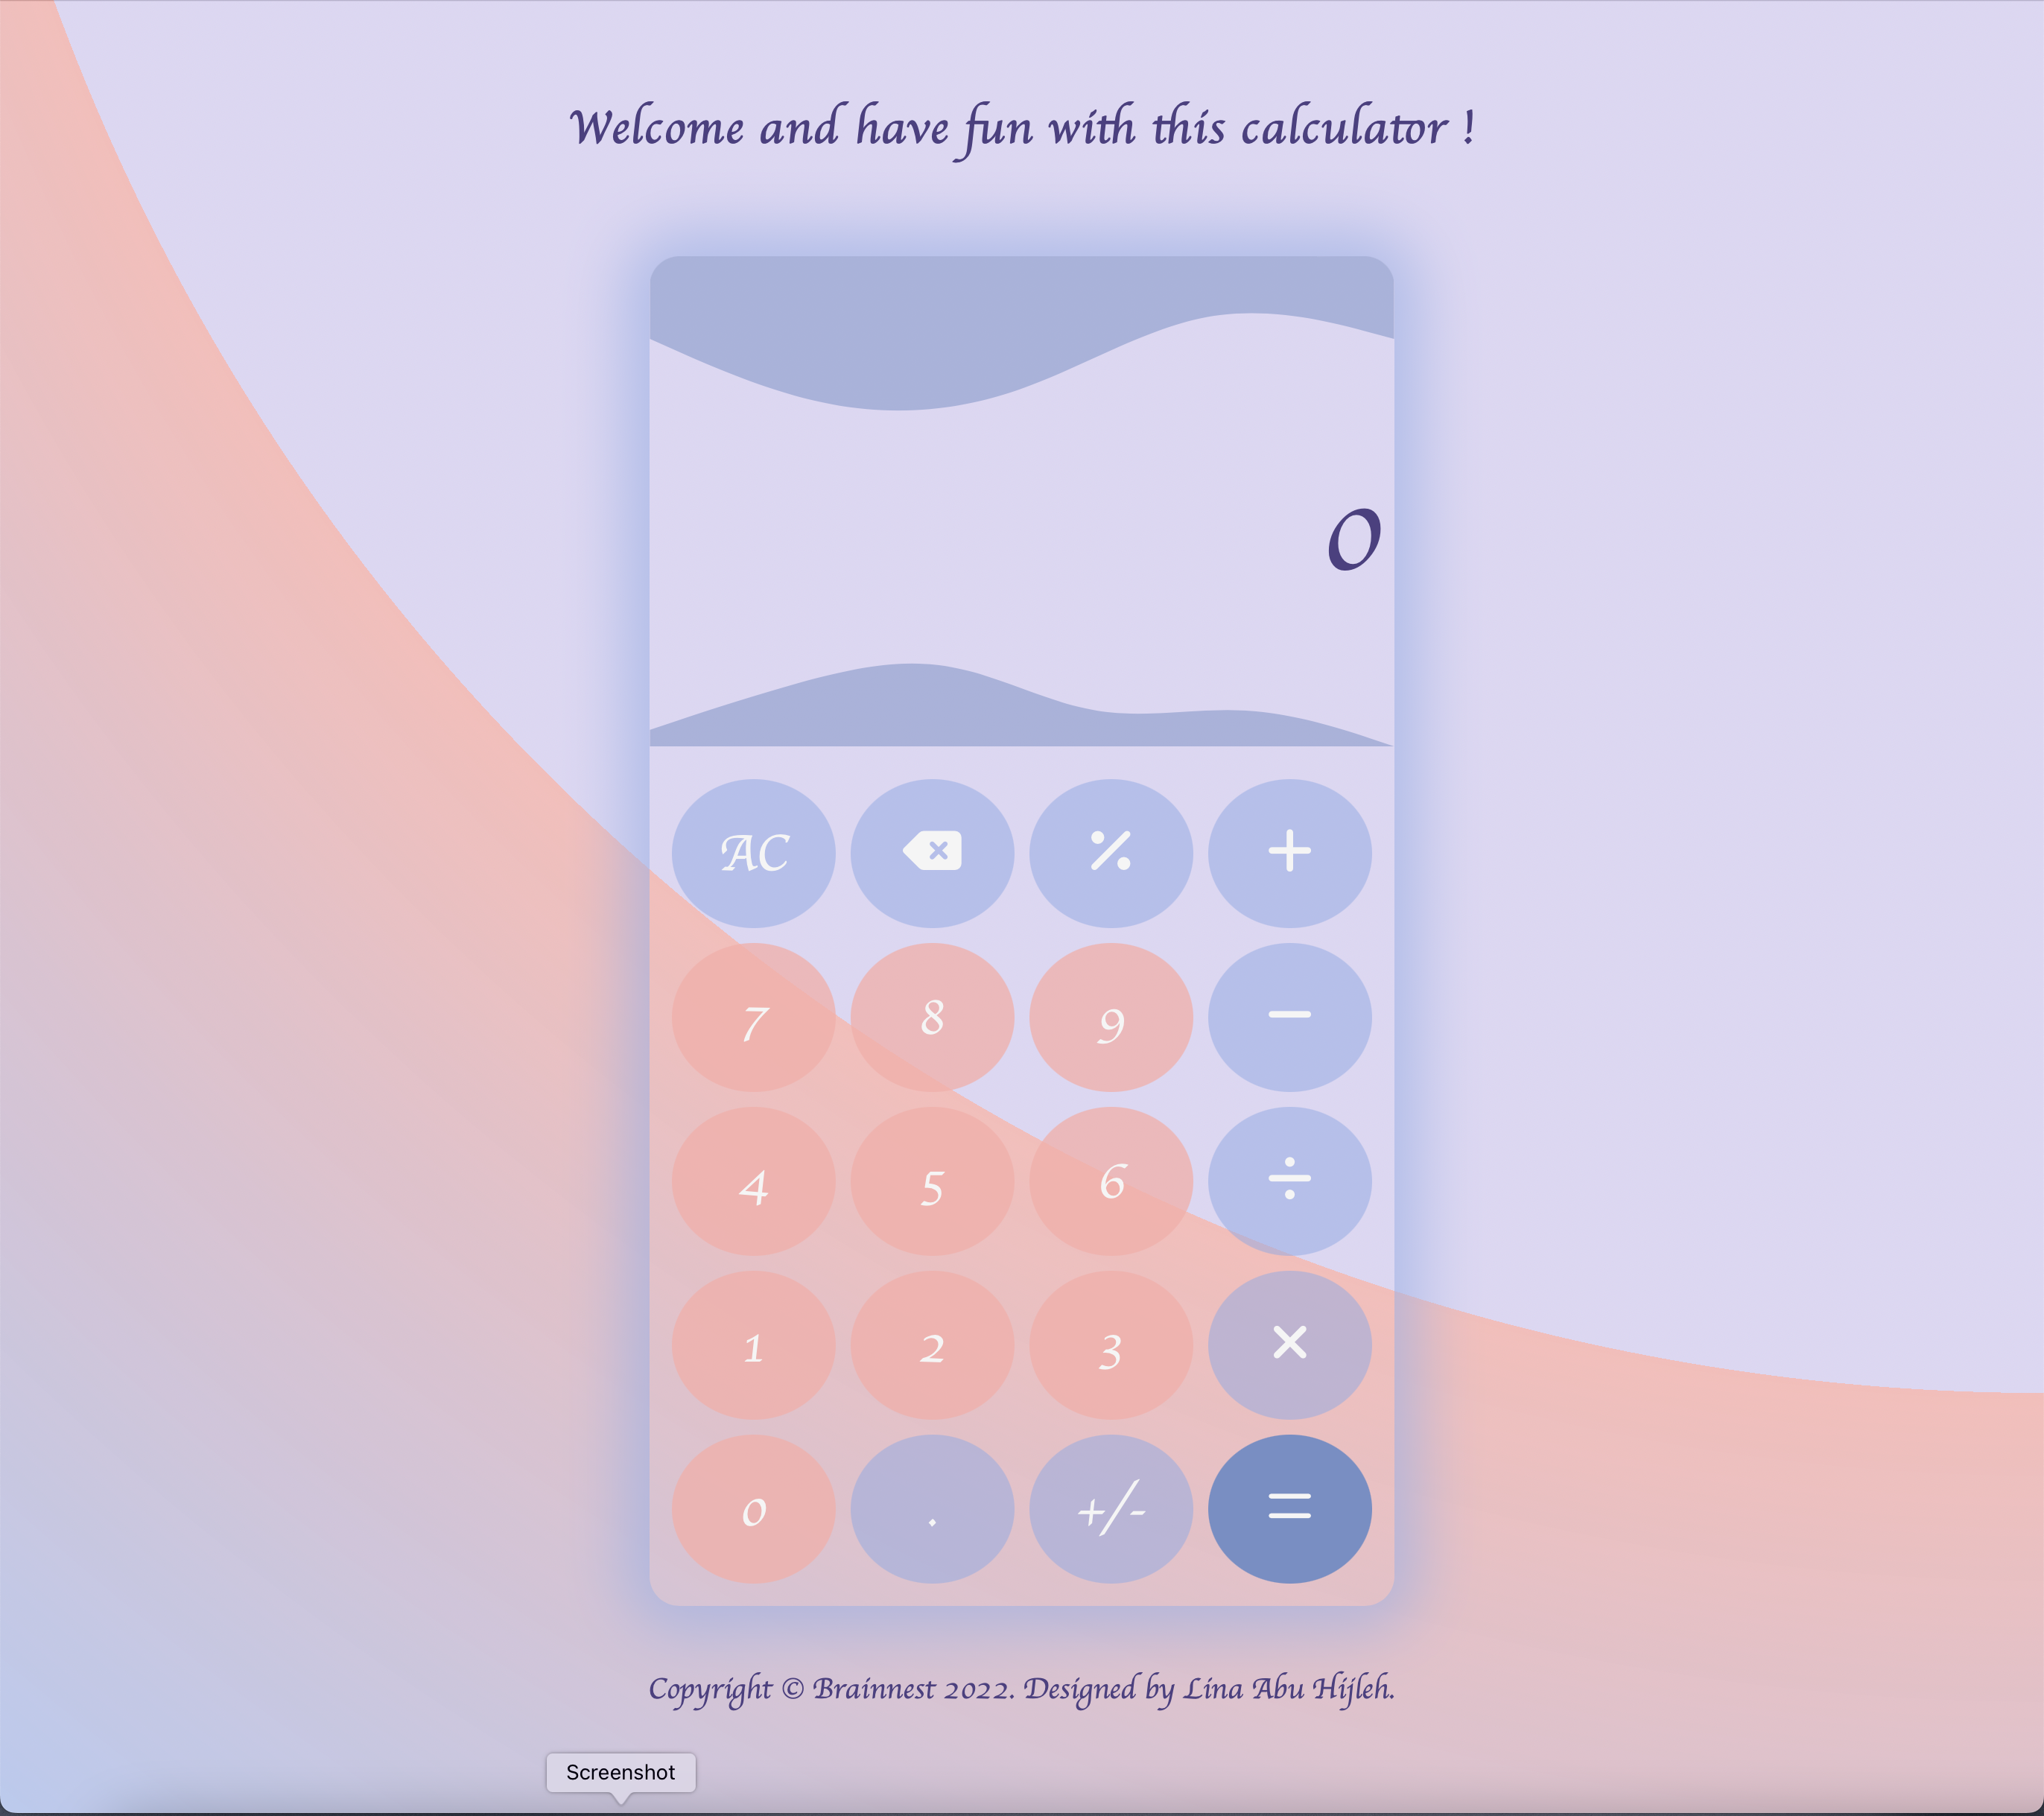 Welcome and have fun with this calculator !
0
AC % +
7 8 9 −
4 5 6 ÷
1 2 3 ×
0 . +/- =
Copyright © Brainnest 2022. Designed by Lina Abu Hijleh.
Screenshot